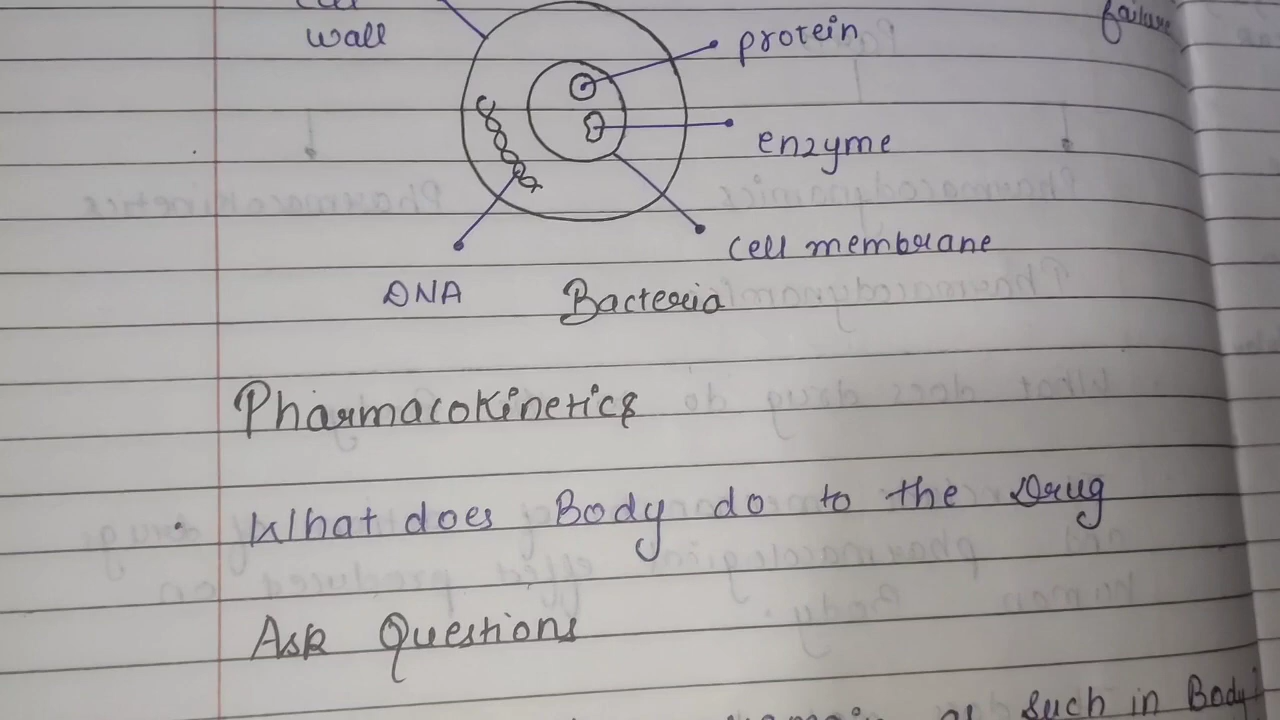 wall
failure
protein
enzyme
cell membrane
DNA
Bacteria
Pharmacokinetics
What does Body do to the Drug
Ask Questions
such in Body